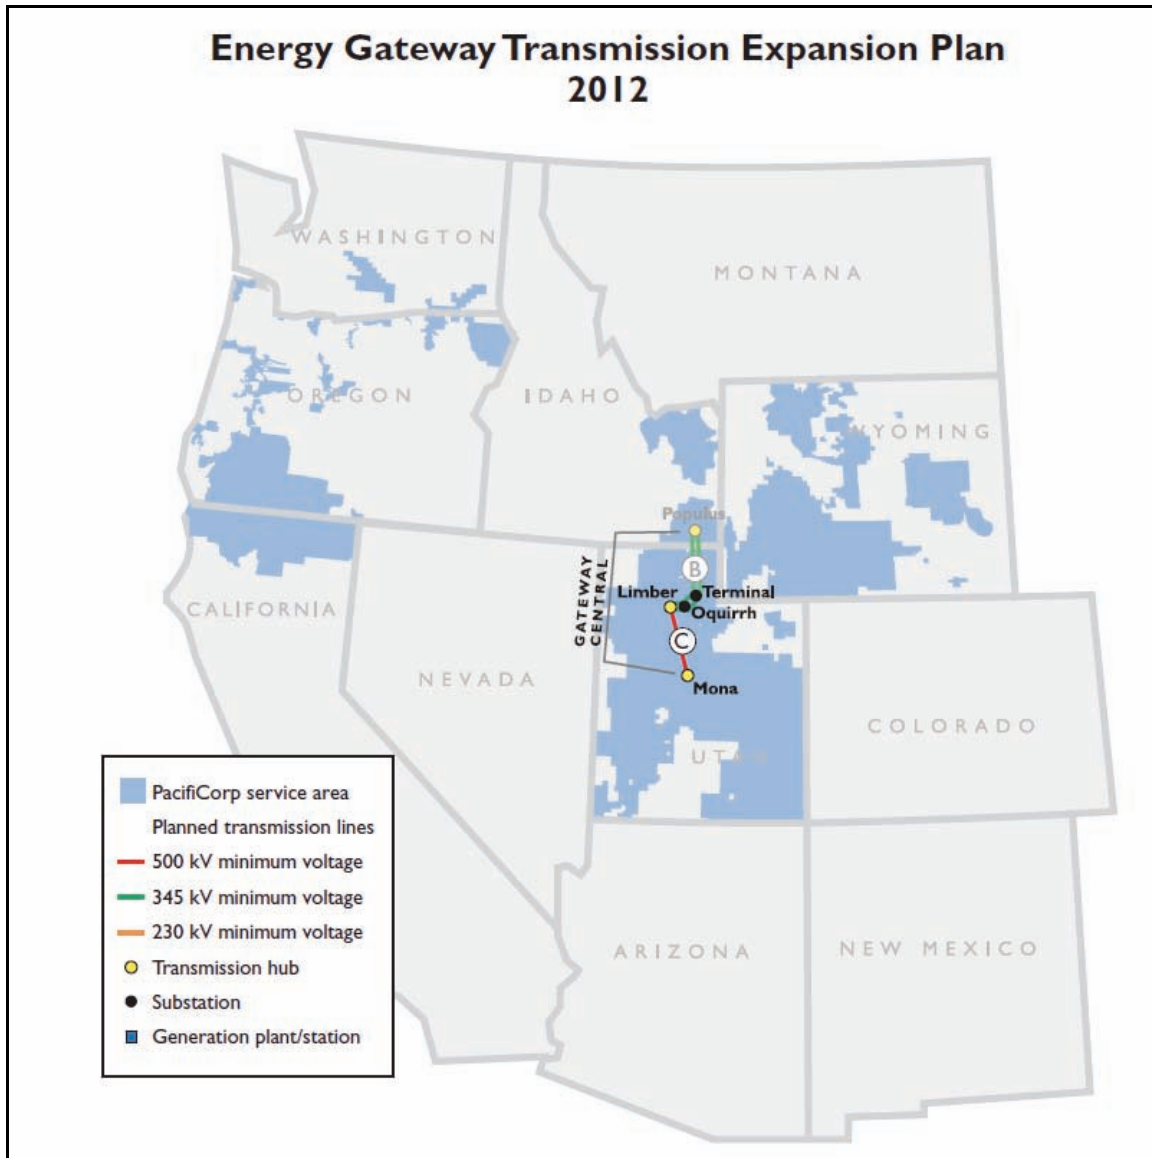 Energy Gateway Transmission Expansion Plan
2012
WASHINGTON
MONTANA
OREGON
IDAHO
WYOMING
Populus
B
GATEWAY
CENTRAL
Limber
Terminal
Oquirrh
CALIFORNIA
C
NEVADA
Mona
COLORADO
UTAH
PacifiCorp service area
Planned transmission lines
500 kV minimum voltage
345 kV minimum voltage
230 kV minimum voltage
Transmission hub
Substation
Generation plant/station
ARIZONA
NEW MEXICO